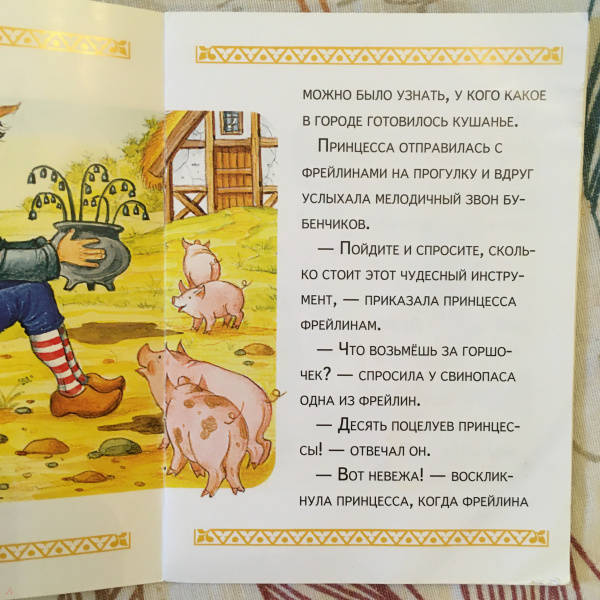 можно было узнать, у кого какое
в городе готовилось кушанье.
Принцесса отправилась с
фрейлинами на прогулку и вдруг
услыхала мелодичный звон бу-
бенчиков.
— Пойдите и спросите, сколь-
ко стоит этот чудесный инстру-
мент, — приказала принцесса
фрейлинам.
— Что возьмёшь за горшо-
чек? — спросила у свинопаса
одна из фрейлин.
— Десять поцелуев принцес-
сы! — отвечал он.
— Вот невежа! — восклик-
нула принцесса, когда фрейлина